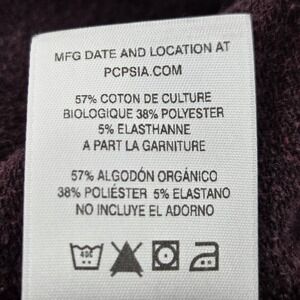 MFG DATE AND LOCATION AT
PCPSIA.COM
57% COTON DE CULTURE
BIOLOGIQUE 38% POLYESTER
5% ELASTHANNE
A PART LA GARNITURE
57% ALGODÓN ORGÁNICO
38% POLIÉSTER 5% ELASTANO
NO INCLUYE EL ADORNO